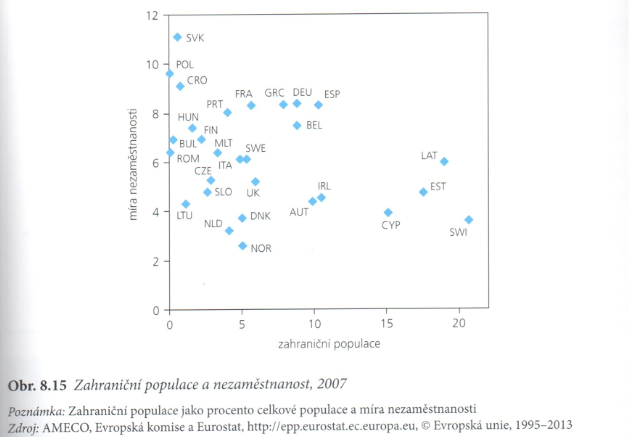 12
10
8
6
4
2
0
míra nezaměstnanosti
SVK
POL
CRO
FRA
GRC
DEU
ESP
PRT
HUN
FIN
BEL
BUL
MLT
SWE
ROM
ITA
LAT
CZE
SLO
UK
IRL
EST
LTU
AUT
NLD
DNK
CYP
SWI
NOR
0
5
10
15
20
zahraniční populace
Obr. 8.15 Zahraniční populace a nezaměstnanost, 2007
Poznámka: Zahraniční populace jako procento celkové populace a míra nezaměstnanosti
Zdroj: AMECO, Evropská komise a Eurostat, http://epp.eurostat.ec.europa.eu, © Evropská unie, 1995–2013